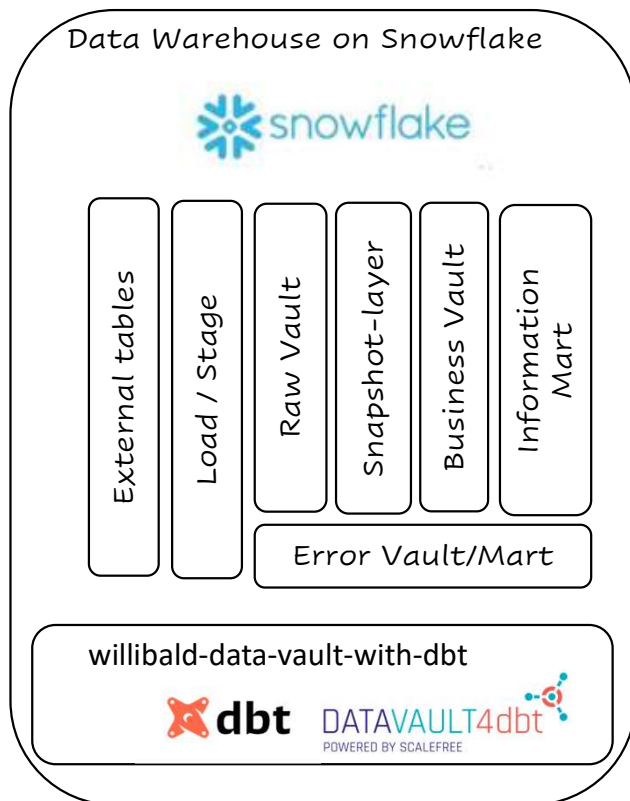 Data Warehouse on Snowflake
snowflake
External tables
Load / Stage
Raw Vault
Snapshot-layer
Business Vault
Information
Mart
Error Vault/Mart
willibald-data-vault-with-dbt
dbt
DATAVAULT4dbt
POWERED BY SCALEFREE